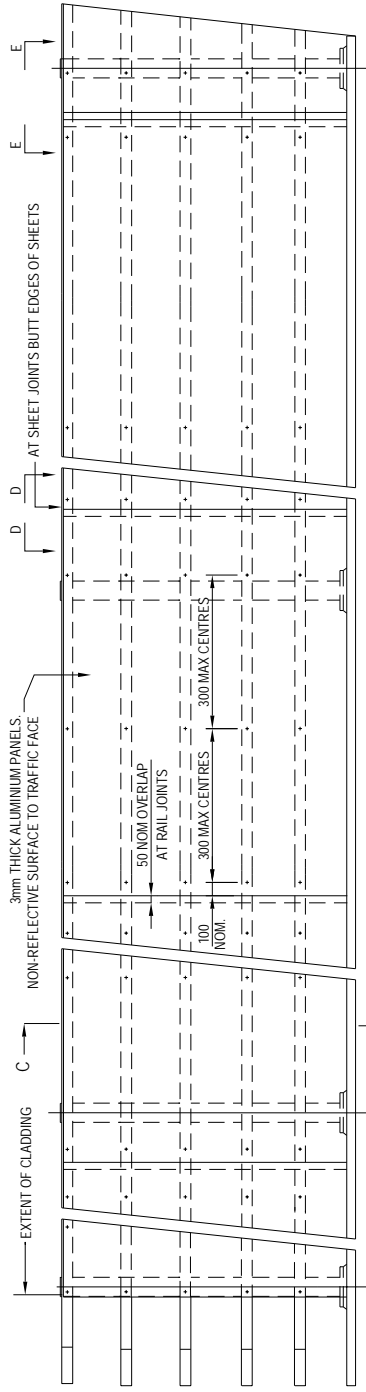 EXTENT OF CLADDING
C
3mm THICK ALUMINIUM PANELS.
NON-REFLECTIVE SURFACE TO TRAFFIC FACE
D
D
AT SHEET JOINTS BUTT EDGES OF SHEETS
E
E
50 NOM OVERLAP
AT RAIL JOINTS
100
NOM.
300 MAX CENTRES
300 MAX CENTRES